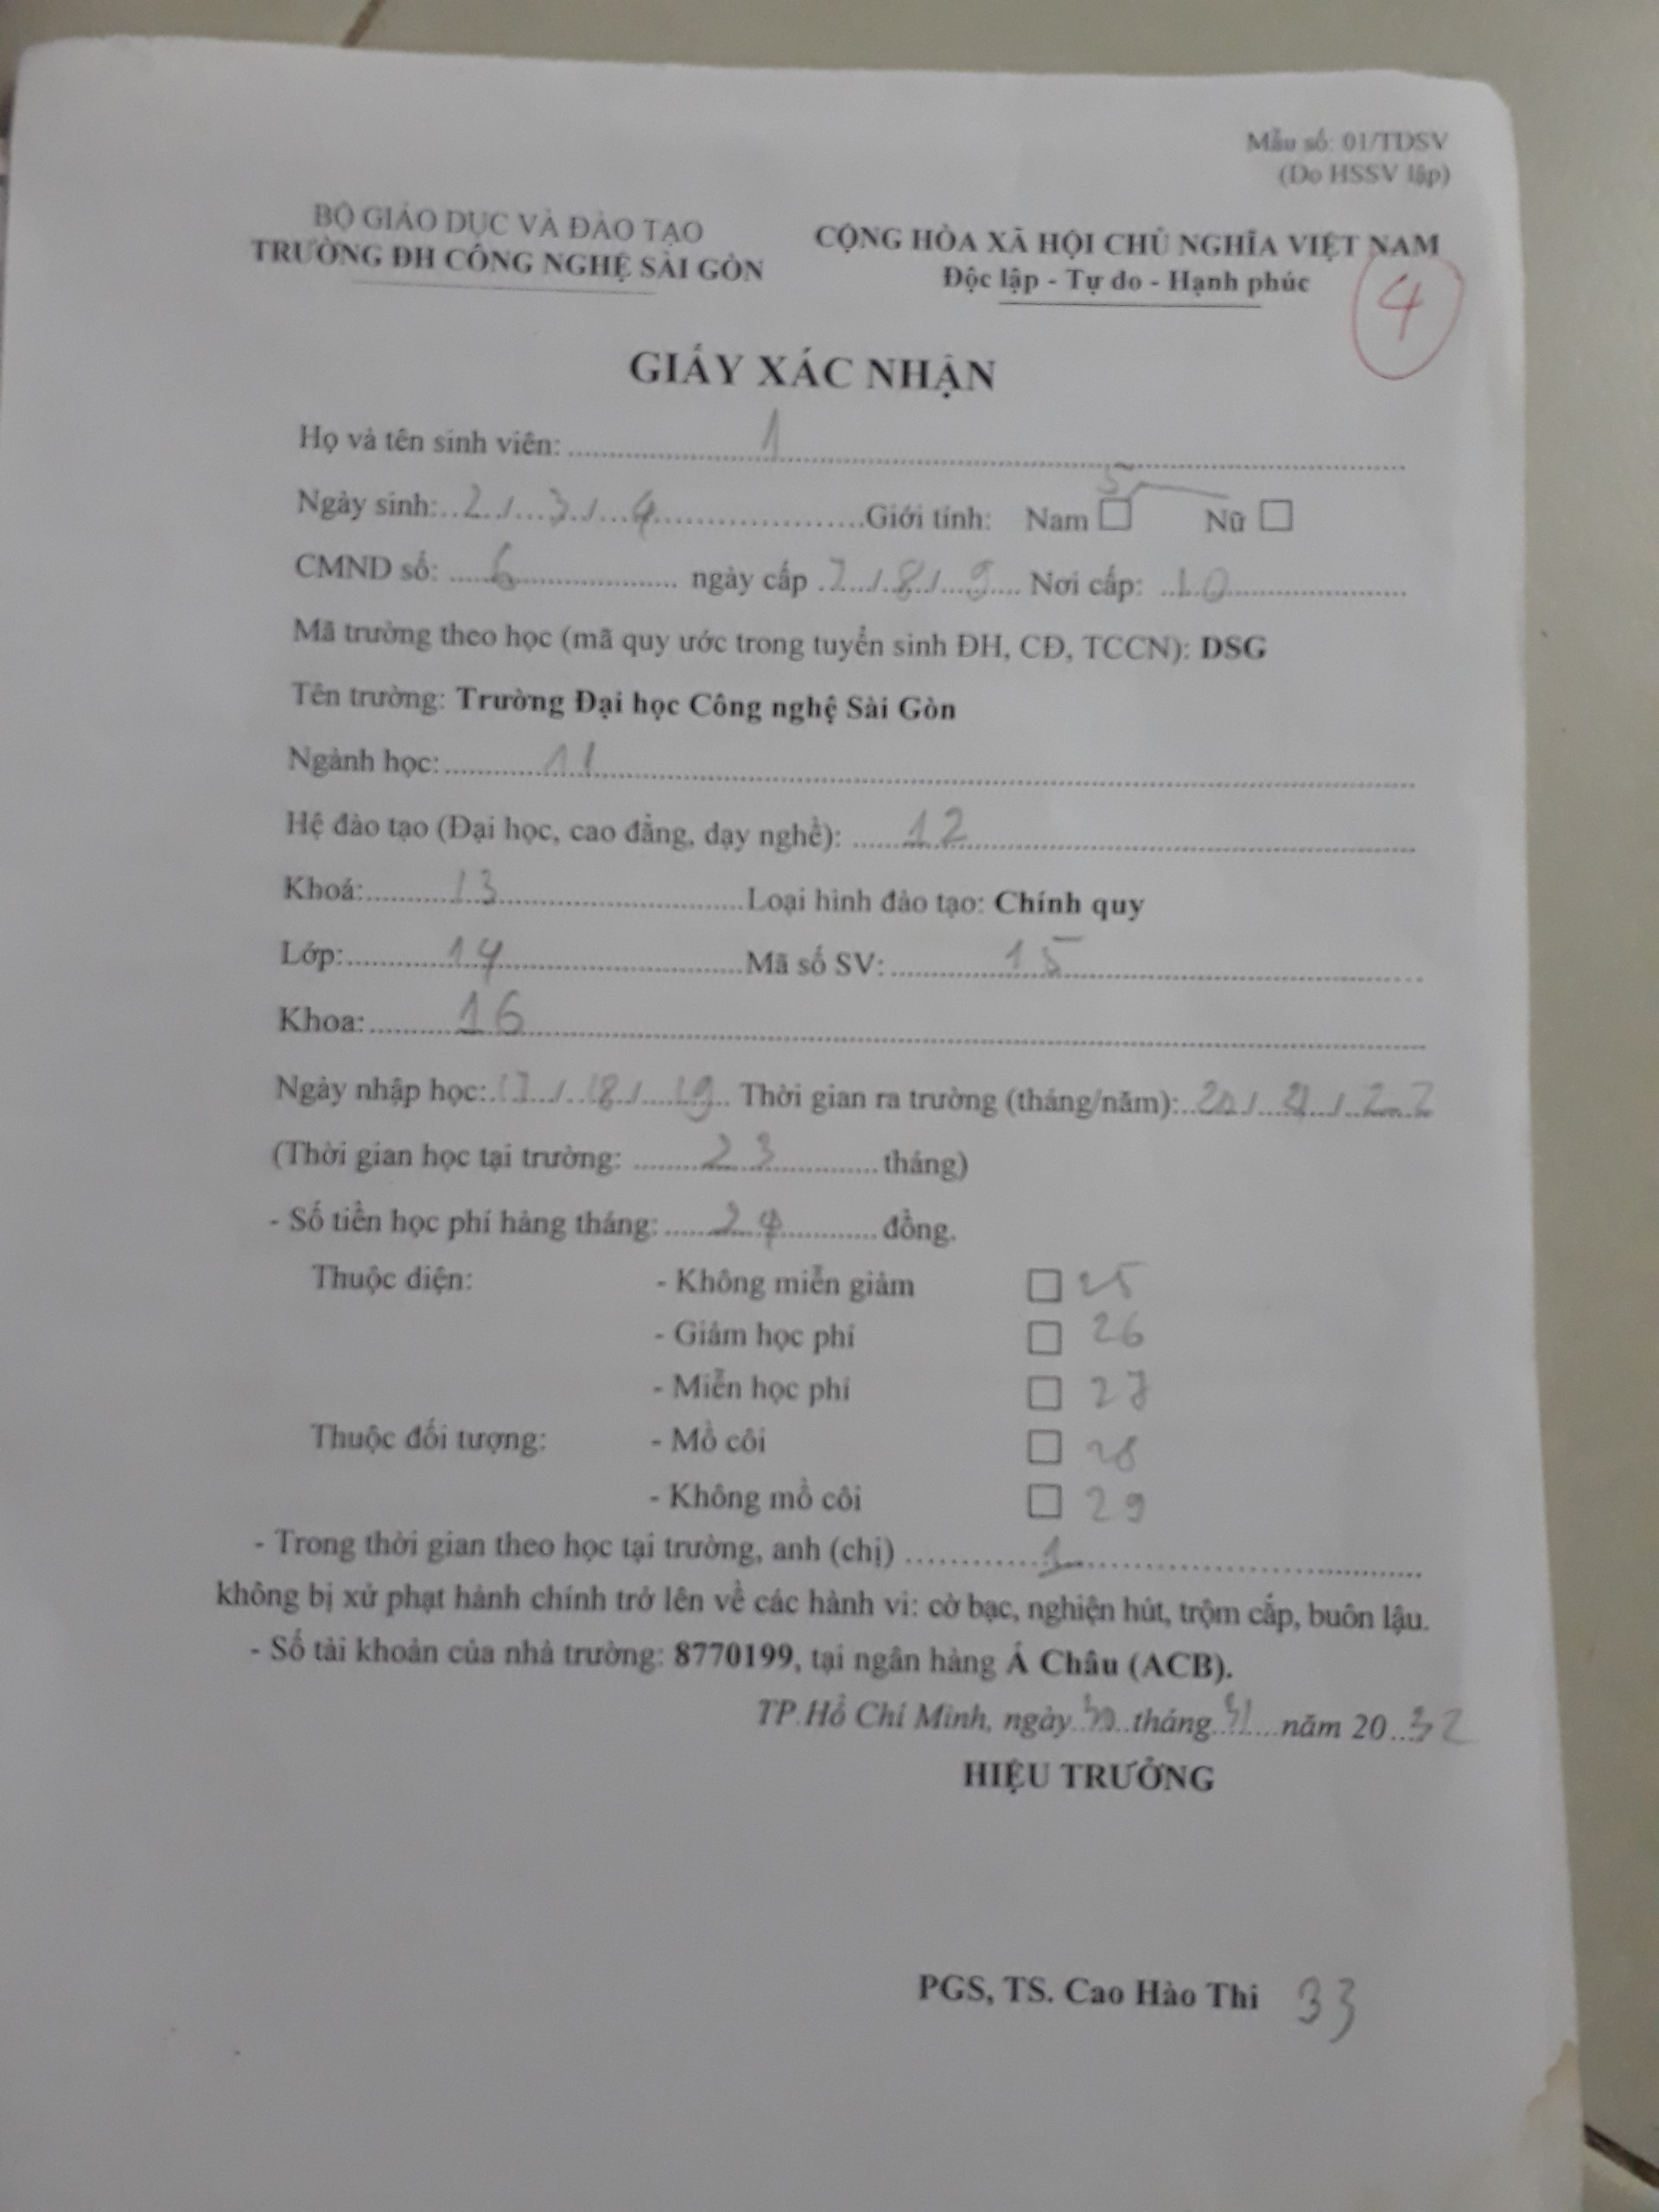 Mẫu số: 01/TDSV
(Do HSSV lập)
BỘ GIÁO DỤC VÀ ĐÀO TẠO
TRƯỜNG ĐH CÔNG NGHỆ SÀI GÒN
CỘNG HÒA XÃ HỘI CHỦ NGHĨA VIỆT NAM
Độc lập - Tự do - Hạnh phúc
4
GIẤY XÁC NHẬN
Họ và tên sinh viên: 1
Ngày sinh: 2 / 3 / 4 Giới tính: Nam ☐ 5 Nữ ☐
CMND số: 6 ngày cấp 7 / 8 / 9 Nơi cấp: 10
Mã trường theo học (mã quy ước trong tuyển sinh ĐH, CĐ, TCCN): DSG
Tên trường: Trường Đại học Công nghệ Sài Gòn
Ngành học: 11
Hệ đào tạo (Đại học, cao đẳng, dạy nghề): 12
Khoá: 13 Loại hình đào tạo: Chính quy
Lớp: 14 Mã số SV: 15
Khoa: 16
Ngày nhập học: 17 / 18 / 19 Thời gian ra trường (tháng/năm): 20 / 21 / 22
(Thời gian học tại trường: 23 tháng)
- Số tiền học phí hàng tháng: 24 đồng.
Thuộc diện: - Không miễn giảm ☐ 25
- Giảm học phí ☐ 26
- Miễn học phí ☐ 27
Thuộc đối tượng: - Mồ côi ☐ 28
- Không mồ côi ☐ 29
- Trong thời gian theo học tại trường, anh (chị) 1
không bị xử phạt hành chính trở lên về các hành vi: cờ bạc, nghiện hút, trộm cắp, buôn lậu.
- Số tài khoản của nhà trường: 8770199, tại ngân hàng Á Châu (ACB).
TP.Hồ Chí Minh, ngày 30 tháng 31 năm 20 32
HIỆU TRƯỞNG
PGS, TS. Cao Hào Thi 33